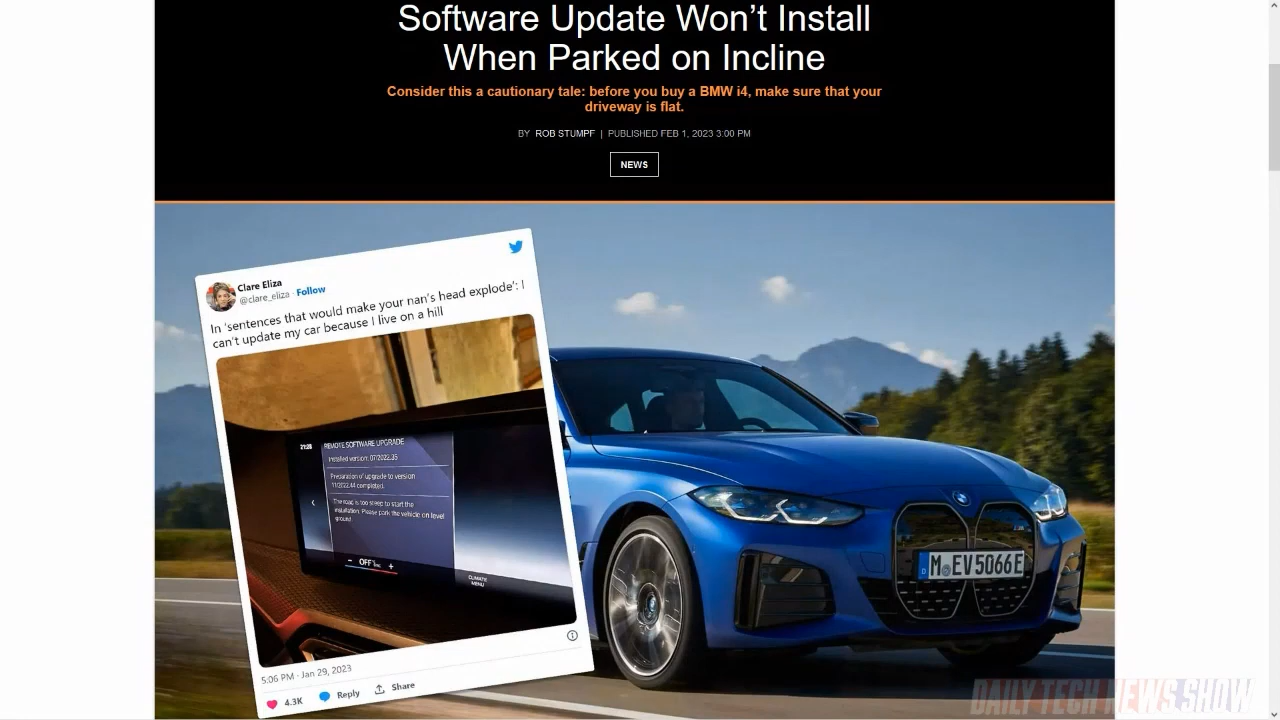 Software Update Won’t Install
When Parked on Incline
Consider this a cautionary tale: before you buy a BMW i4, make sure that your
driveway is flat.
BY ROB STUMPF | PUBLISHED FEB 1, 2023 3:00 PM
NEWS
Clare Eliza
@clare_eliza · Follow
In 'sentences that would make your nan's head explode': I
can't update my car because I live on a hill
21:28 REMOTE SOFTWARE UPGRADE
Installed version: 07/2022.35
Preparation of upgrade to version
11/2022.44 completed.
The road is too steep to start the
installation. Please park the vehicle on level
ground.
- OFF +
CLIMATE
MENU
5:06 PM · Jan 29, 2023
4.3K Reply Share
M EV 5066E
DAILY TECH NEWS SHOW